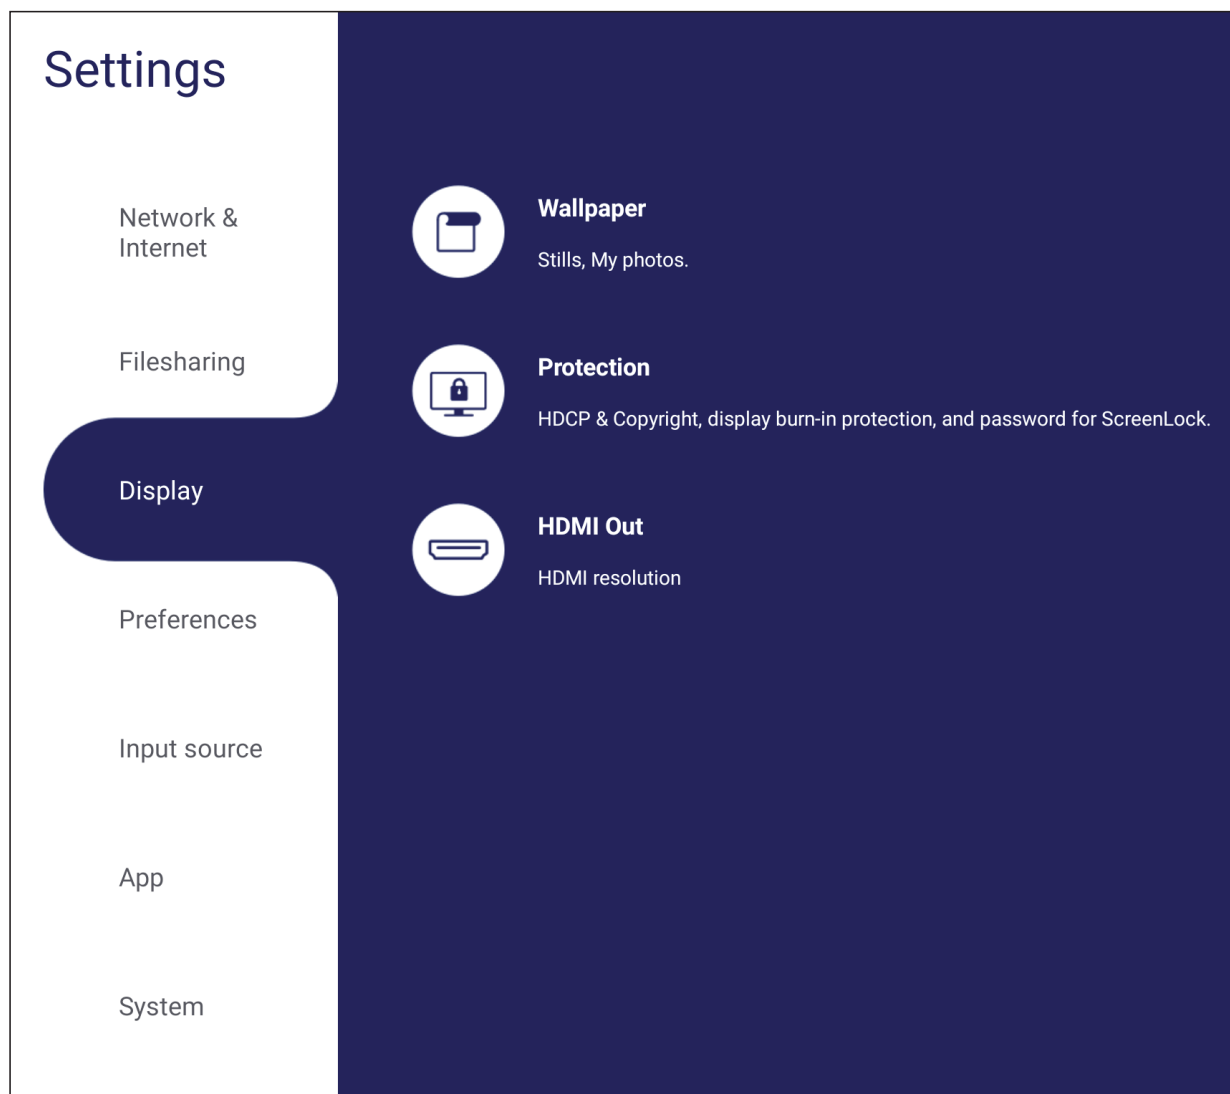 Settings
Network &
Internet
Filesharing
Display
Preferences
Input source
App
System
Wallpaper
Stills, My photos.
Protection
HDCP & Copyright, display burn-in protection, and password for ScreenLock.
HDMI Out
HDMI resolution